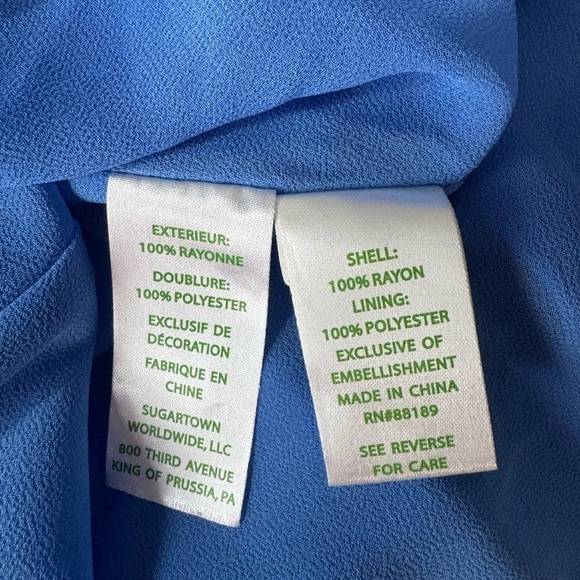 EXTERIEUR:
100% RAYONNE
DOUBLURE:
100% POLYESTER
EXCLUSIF DE
DÉCORATION
FABRIQUE EN
CHINE
SUGARTOWN
WORLDWIDE, LLC
800 THIRD AVENUE
KING OF PRUSSIA, PA
SHELL:
100% RAYON
LINING:
100% POLYESTER
EXCLUSIVE OF
EMBELLISHMENT
MADE IN CHINA
RN#88189
SEE REVERSE
FOR CARE